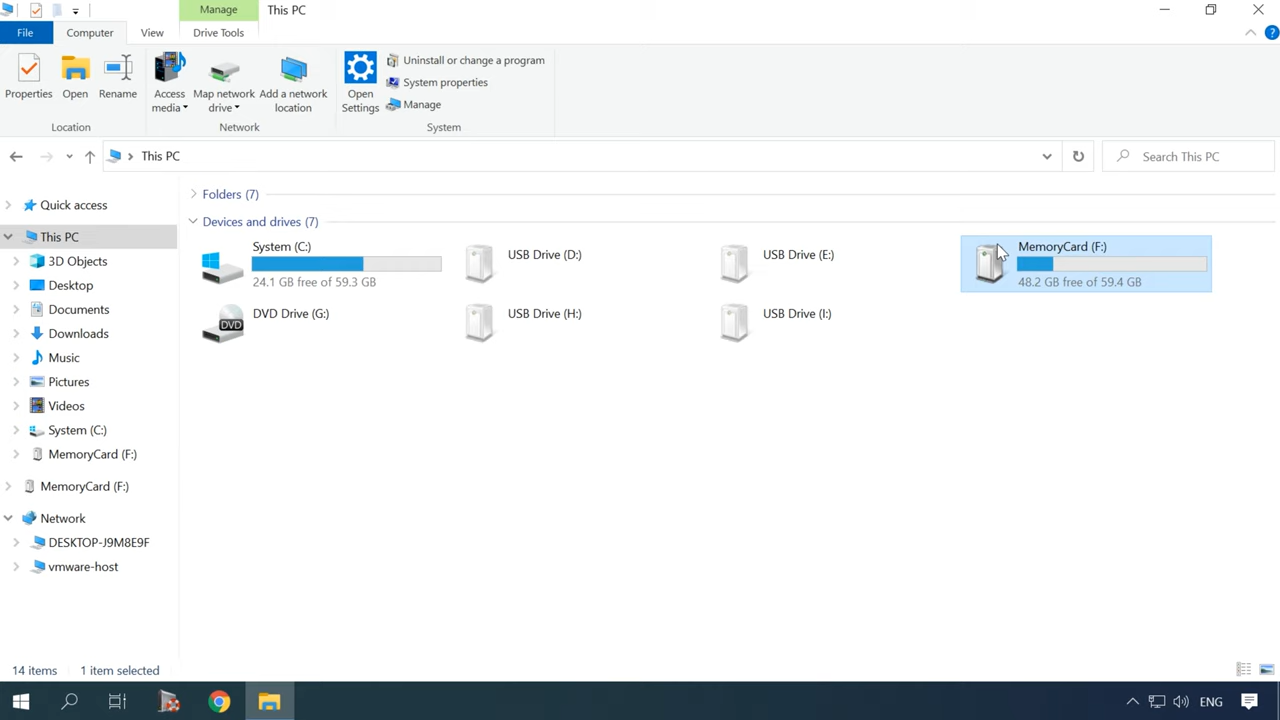 Manage
This PC
File
Computer
View
Drive Tools
?
Properties
Open
Rename
Access media
Map network drive
Add a network location
Open Settings
Uninstall or change a program
System properties
Manage
Location
Network
System
This PC
Search This PC
Quick access
This PC
3D Objects
Desktop
Documents
Downloads
Music
Pictures
Videos
System (C:)
MemoryCard (F:)
MemoryCard (F:)
Network
DESKTOP-J9M8E9F
vmware-host
Folders (7)
Devices and drives (7)
System (C:)
24.1 GB free of 59.3 GB
USB Drive (D:)
USB Drive (E:)
MemoryCard (F:)
48.2 GB free of 59.4 GB
DVD
DVD Drive (G:)
USB Drive (H:)
USB Drive (I:)
14 items
1 item selected
ENG